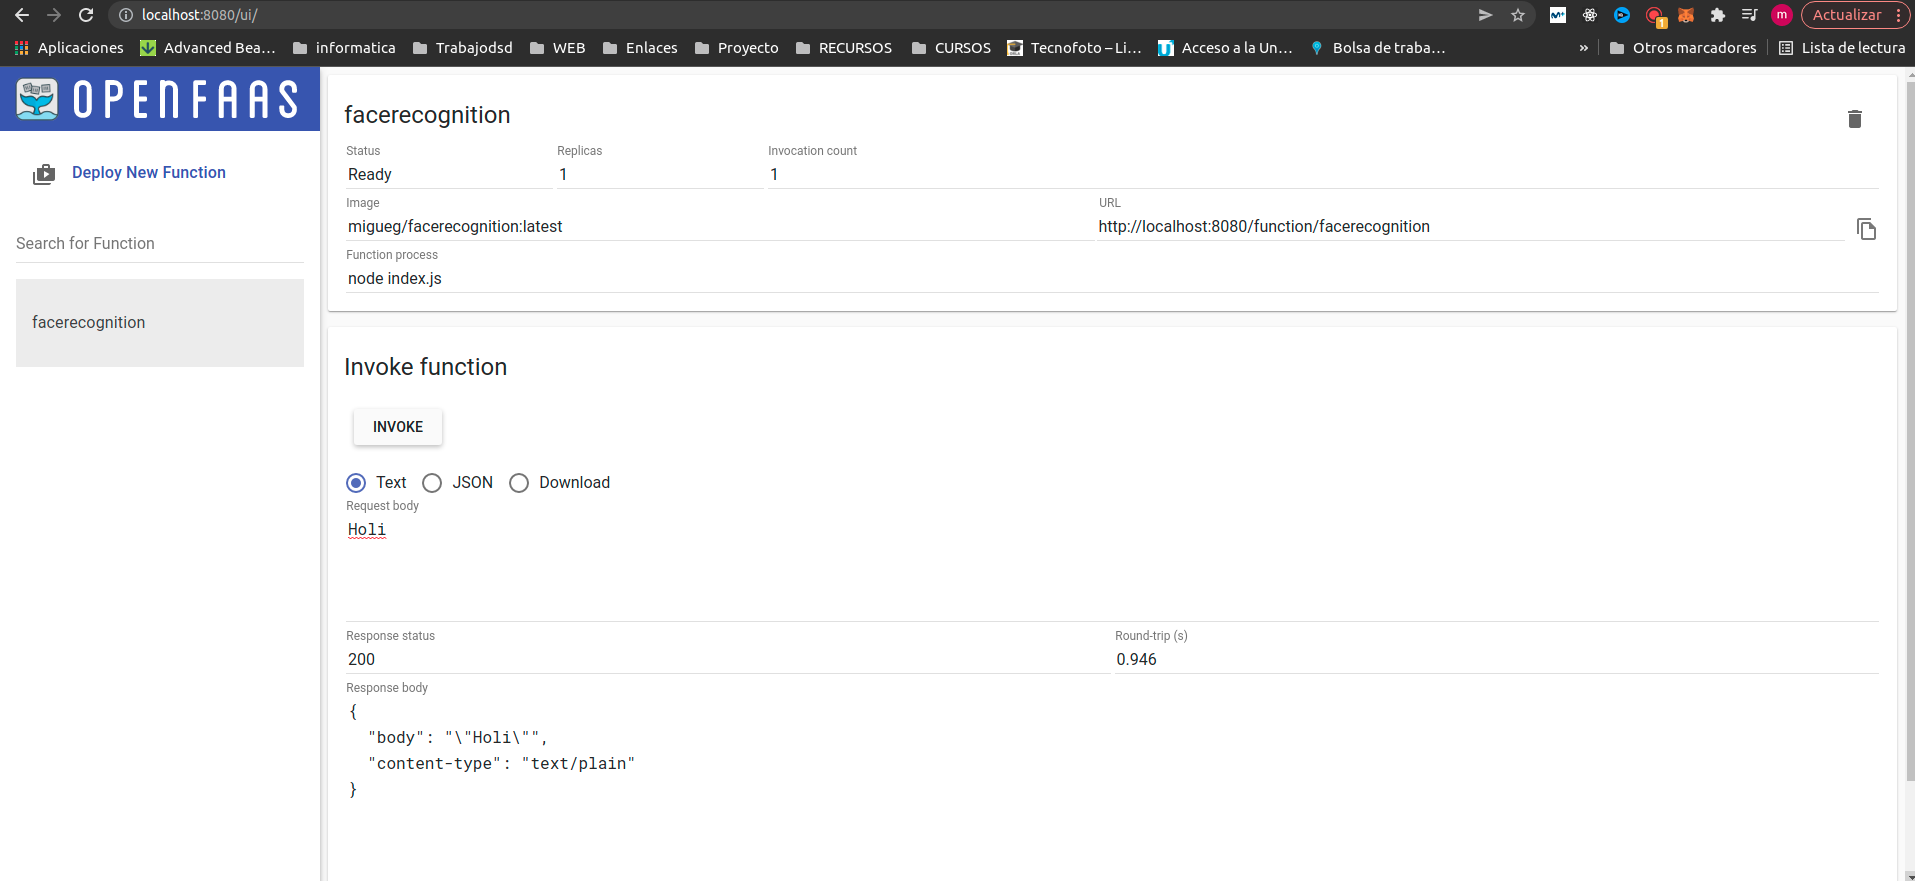 localhost:8080/ui/
1
m
Actualizar
Aplicaciones
Advanced Bea...
informatica
Trabajodsd
WEB
Enlaces
Proyecto
RECURSOS
CURSOS
Tecnofoto – Li...
Acceso a la Un...
Bolsa de traba...
»
Otros marcadores
Lista de lectura
OPENFAAS
Deploy New Function
Search for Function
facerecognition
facerecognition
Status Replicas Invocation count
Ready 1 1
Image URL
migueg/facerecognition:latest http://localhost:8080/function/facerecognition
Function process
node index.js
Invoke function
INVOKE
Text JSON Download
Request body
Holi
Response status Round-trip (s)
200 0.946
Response body
{
"body": "\"Holi\"",
"content-type": "text/plain"
}